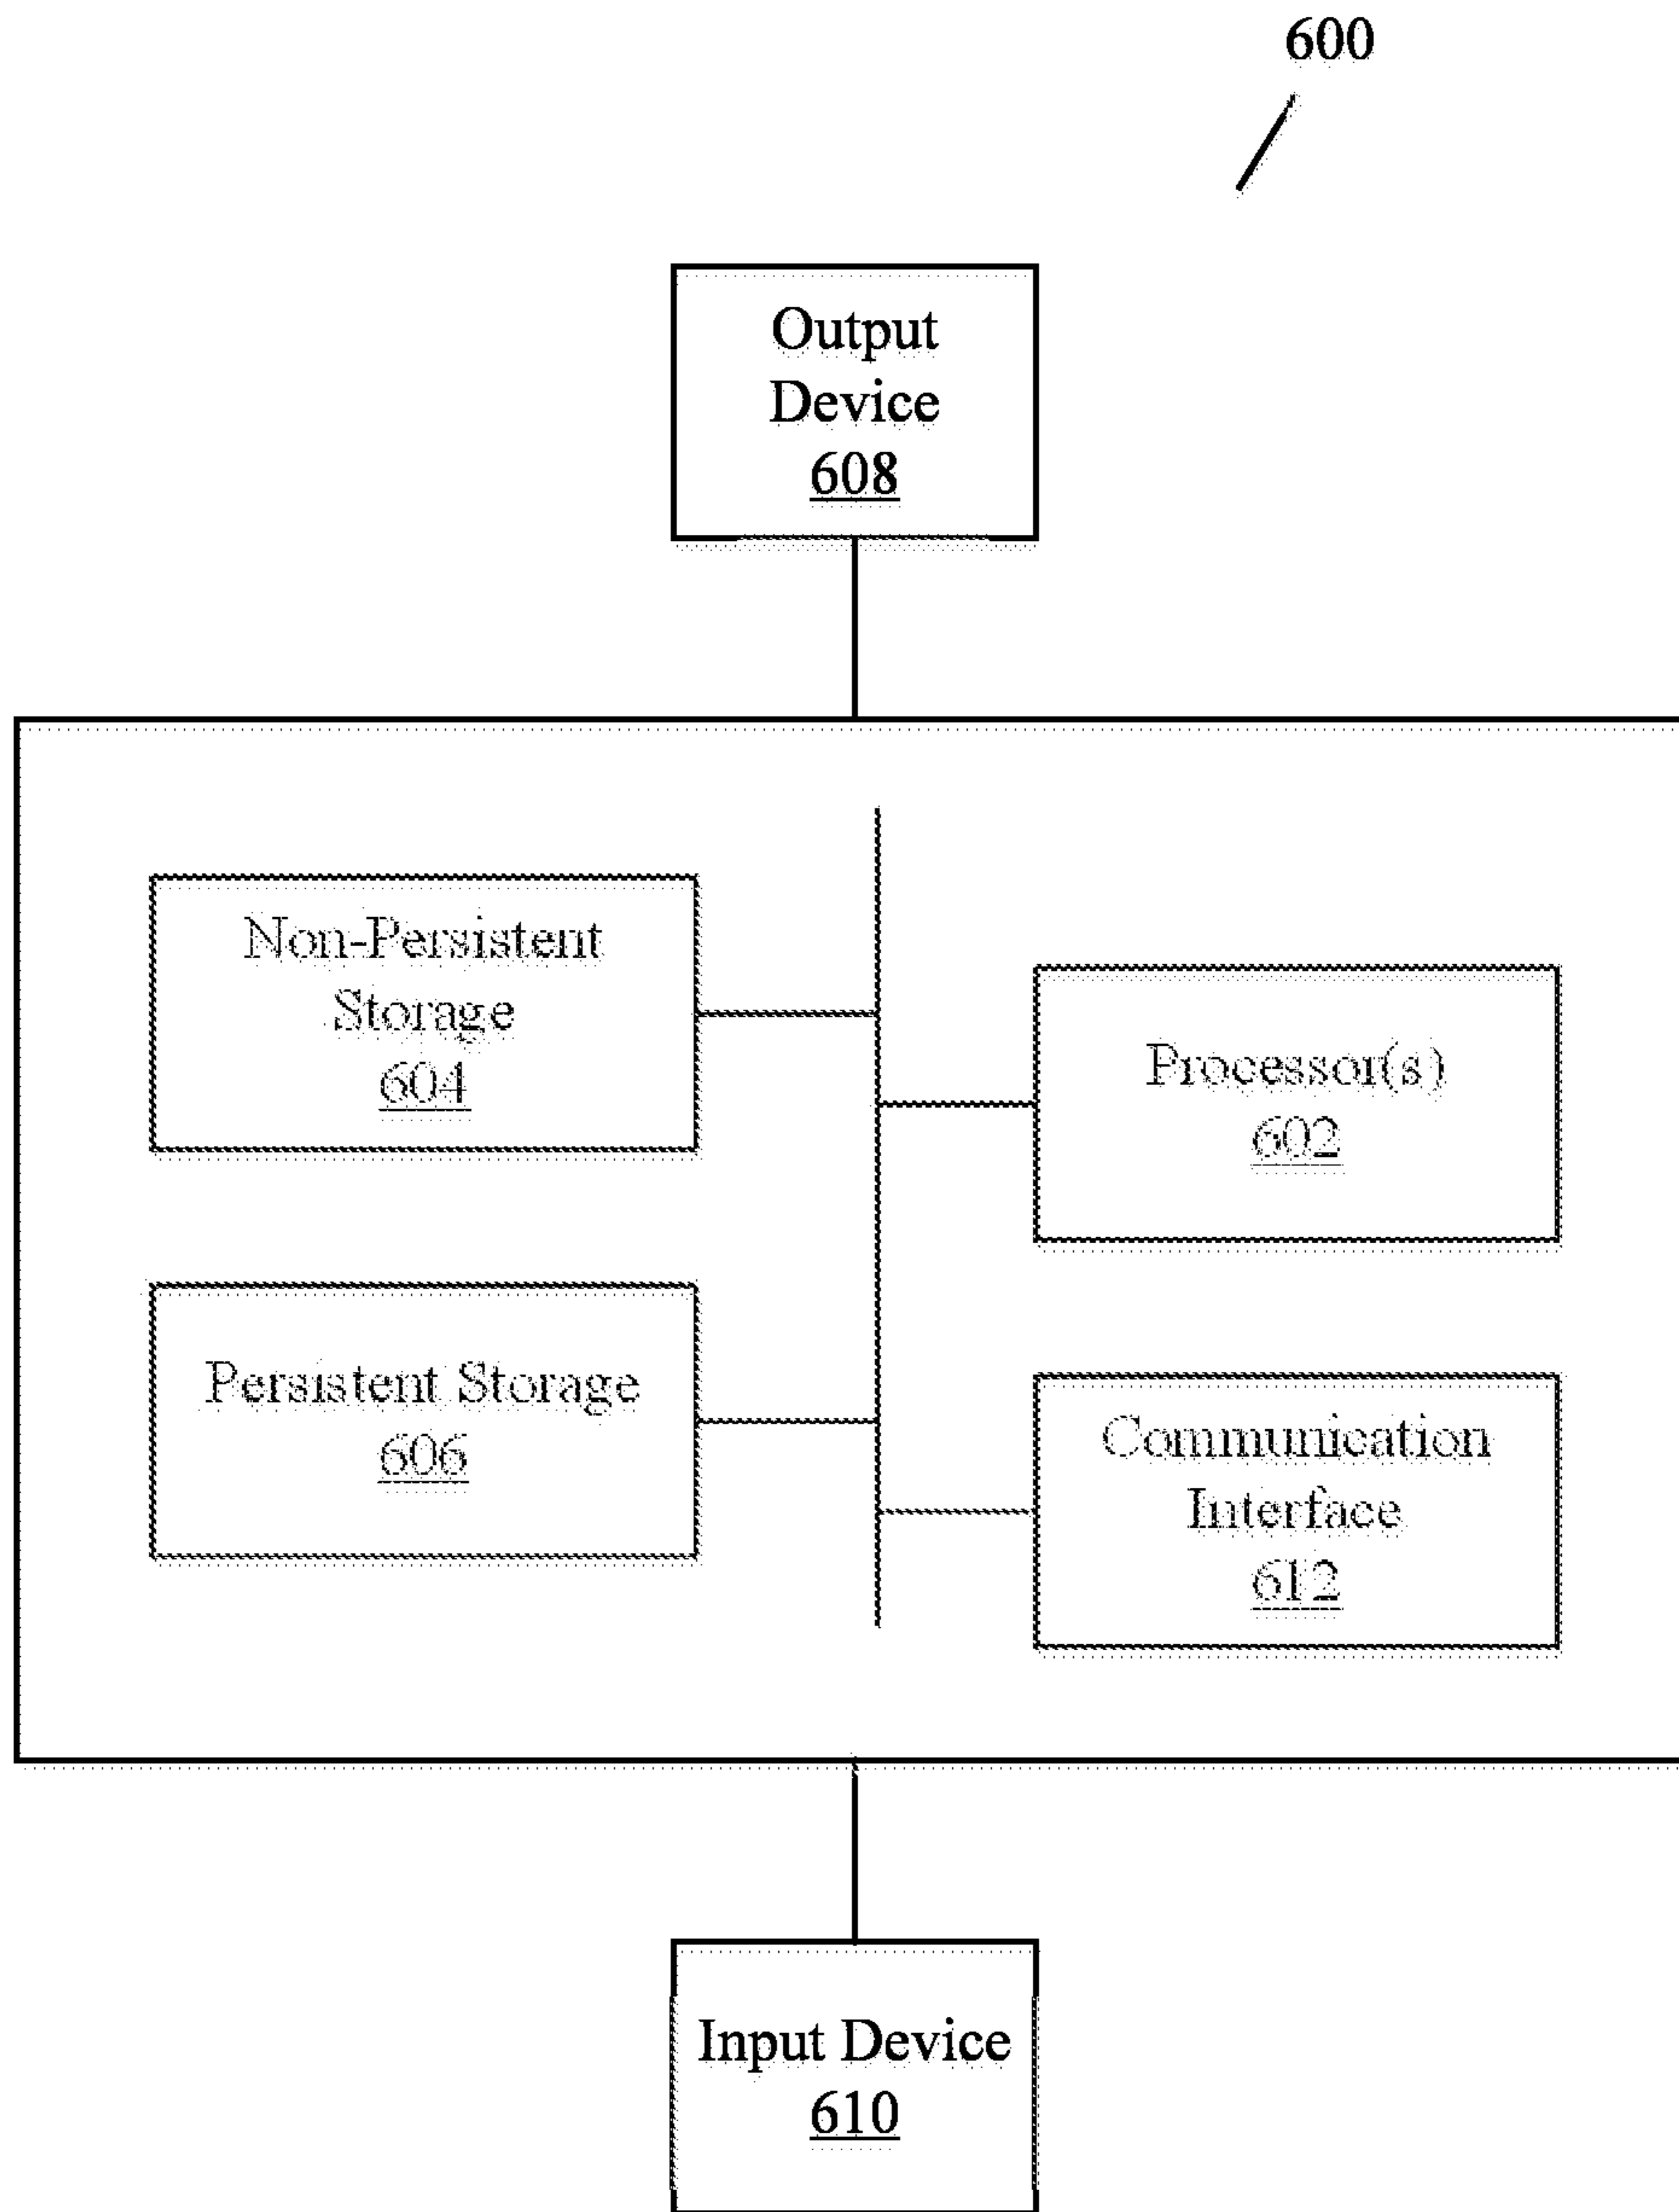 600
Output
Device
608
Non-Persistent
Storage
604
Processor(s)
602
Persistent Storage
606
Communication
Interface
612
Input Device
610